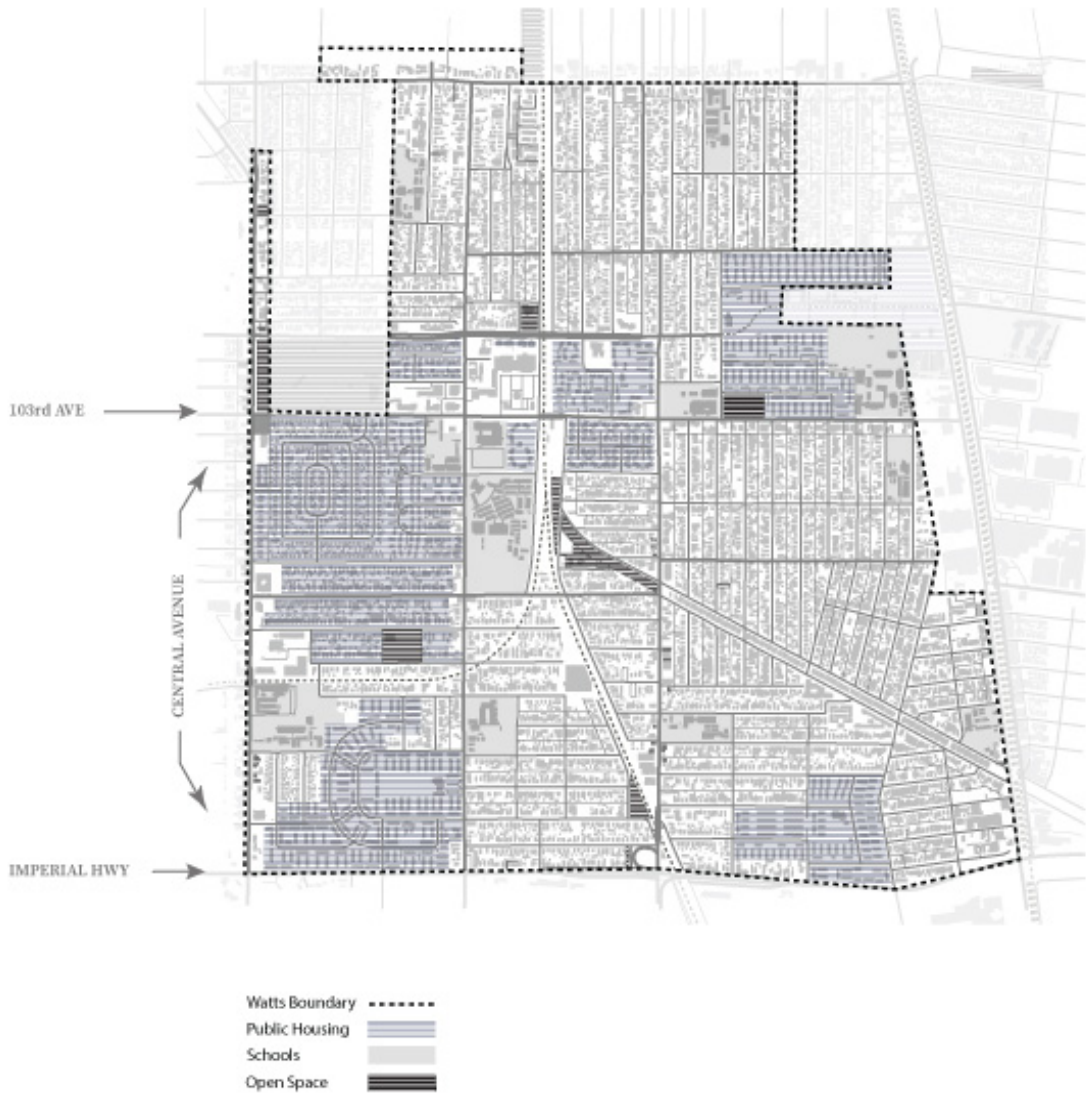 103rd AVE
CENTRAL AVENUE
IMPERIAL HWY
Watts Boundary
Public Housing
Schools
Open Space